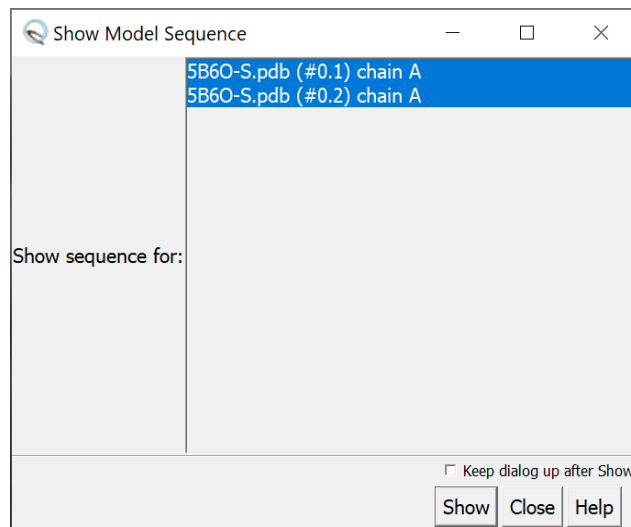 Show Model Sequence
5B6O-S.pdb (#0.1) chain A
5B6O-S.pdb (#0.2) chain A
Show sequence for:
Keep dialog up after Show
Show Close Help